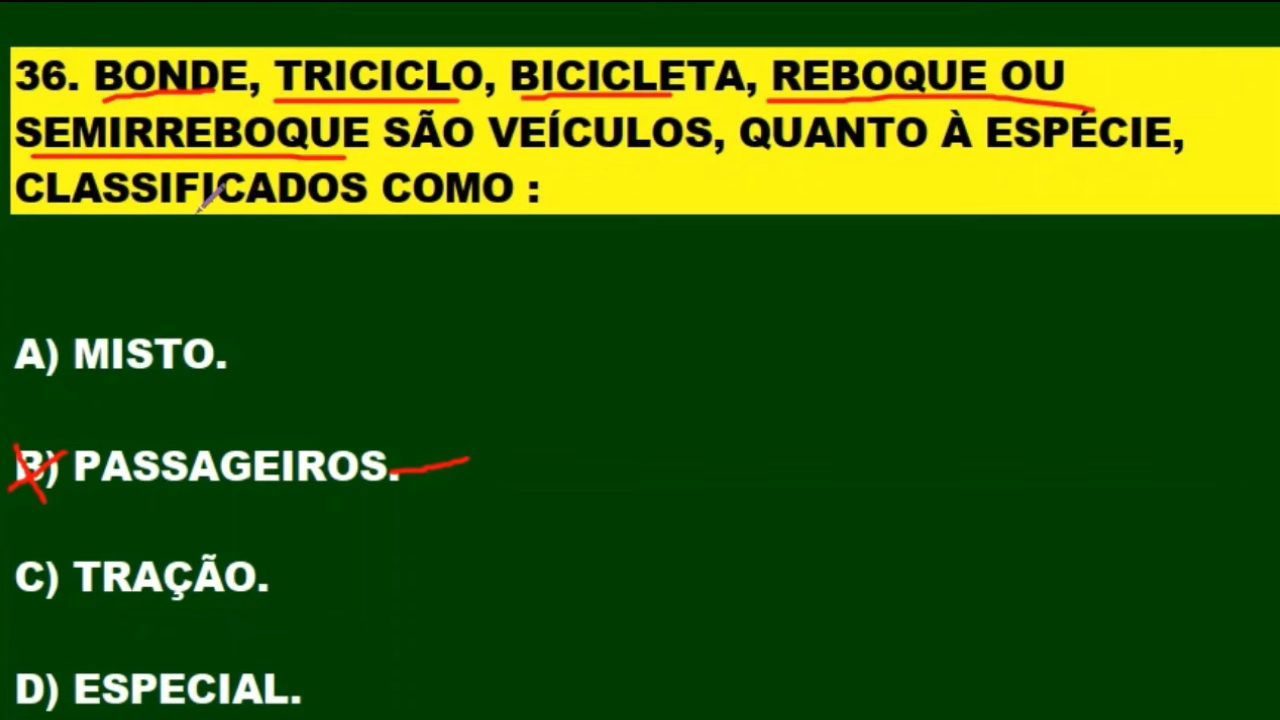 36. BONDE, TRICICLO, BICICLETA, REBOQUE OU
SEMIRREBOQUE SÃO VEÍCULOS, QUANTO À ESPÉCIE,
CLASSIFICADOS COMO :
A) MISTO.
B) PASSAGEIROS.
C) TRAÇÃO.
D) ESPECIAL.